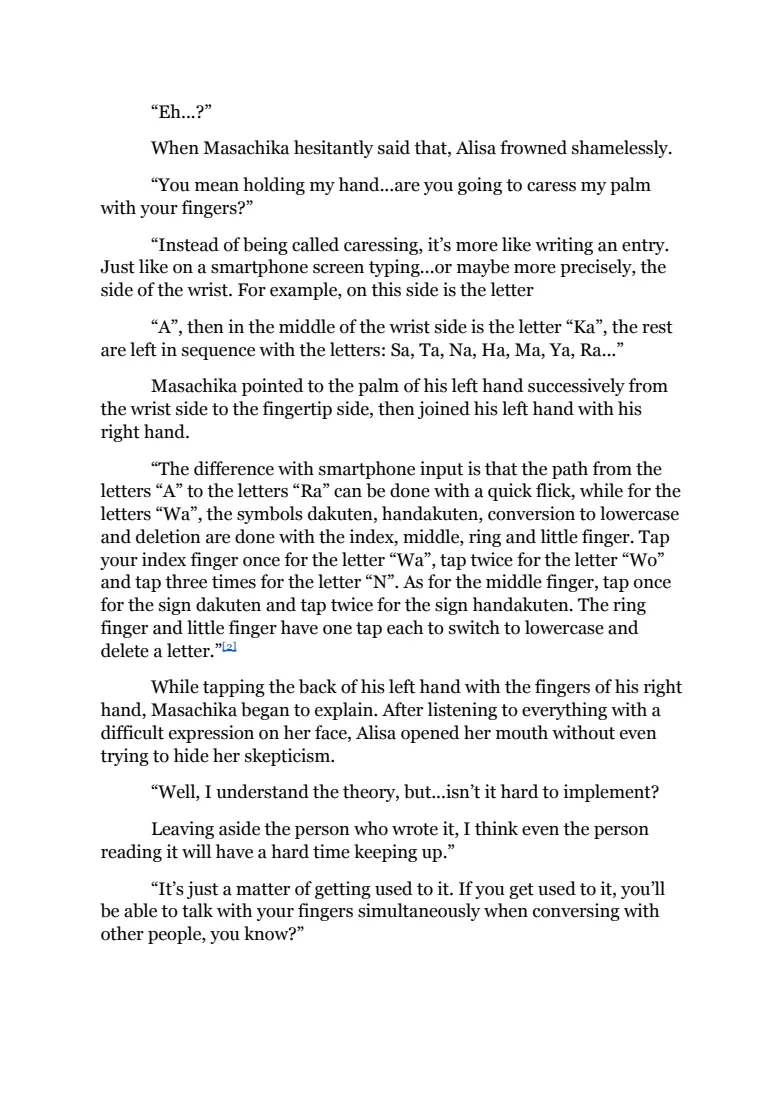 “Eh...?”
When Masachika hesitantly said that, Alisa frowned shamelessly.
“You mean holding my hand...are you going to caress my palm
with your fingers?”
“Instead of being called caressing, it’s more like writing an entry.
Just like on a smartphone screen typing...or maybe more precisely, the
side of the wrist. For example, on this side is the letter
“A”, then in the middle of the wrist side is the letter “Ka”, the rest
are left in sequence with the letters: Sa, Ta, Na, Ha, Ma, Ya, Ra...”
Masachika pointed to the palm of his left hand successively from
the wrist side to the fingertip side, then joined his left hand with his
right hand.
“The difference with smartphone input is that the path from the
letters “A” to the letters “Ra” can be done with a quick flick, while for the
letters “Wa”, the symbols dakuten, handakuten, conversion to lowercase
and deletion are done with the index, middle, ring and little finger. Tap
your index finger once for the letter “Wa”, tap twice for the letter “Wo”
and tap three times for the letter “N”. As for the middle finger, tap once
for the sign dakuten and tap twice for the sign handakuten. The ring
finger and little finger have one tap each to switch to lowercase and
delete a letter.”[2]
While tapping the back of his left hand with the fingers of his right
hand, Masachika began to explain. After listening to everything with a
difficult expression on her face, Alisa opened her mouth without even
trying to hide her skepticism.
“Well, I understand the theory, but...isn’t it hard to implement?
Leaving aside the person who wrote it, I think even the person
reading it will have a hard time keeping up.”
“It’s just a matter of getting used to it. If you get used to it, you’ll
be able to talk with your fingers simultaneously when conversing with
other people, you know?”